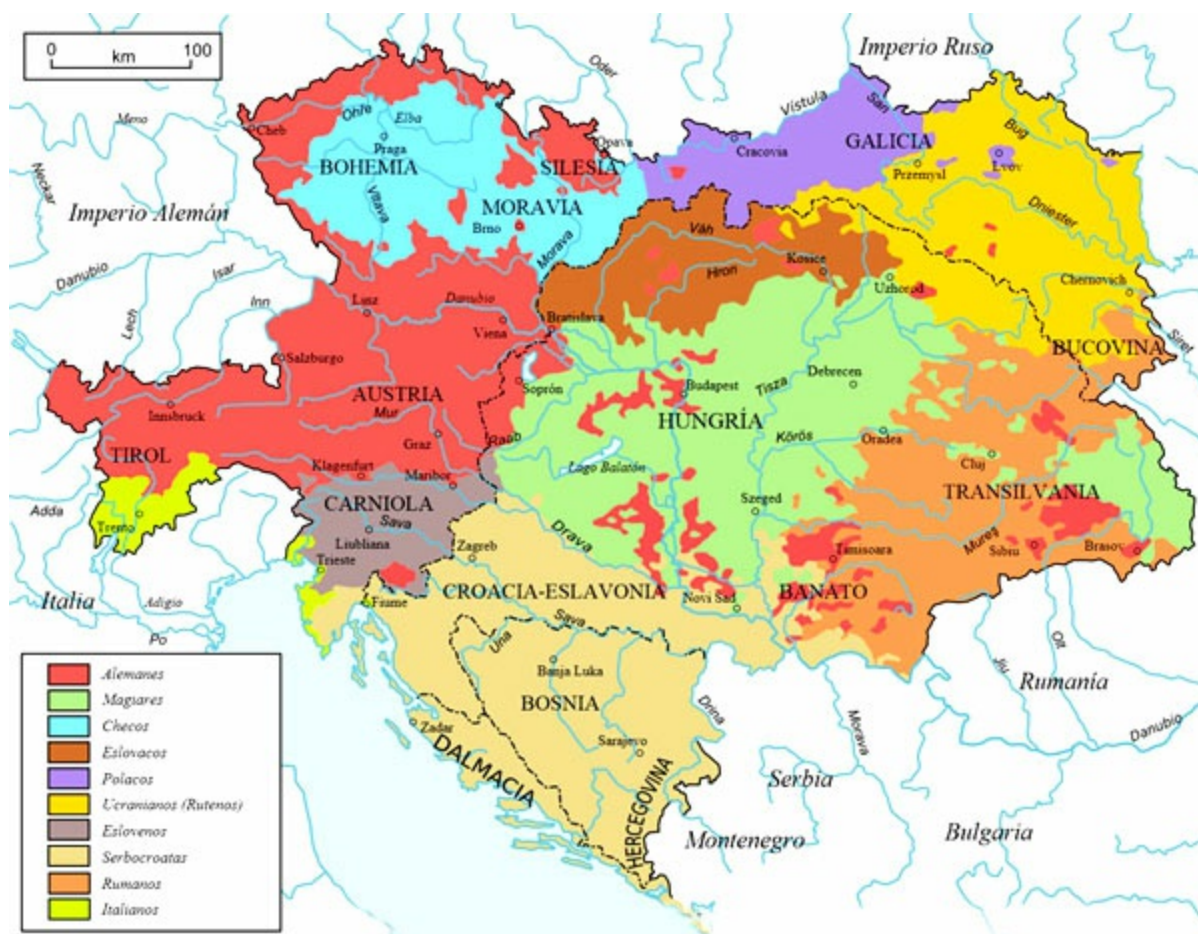 0 100
km
Imperio Ruso
Oder
Vistula
San
Bug
Meno
Ohře
Elba
Cheb
Praga
Opava
Cracovia
GALICIA
Lvov
Przemysl
BOHEMIA
SILESIA
Neckar
Vltava
MORAVIA
Brno
Imperio Alemán
Dniester
Morava
Váh
Hron
Kosice
Danubio
Isar
Inn
Lech
Linz
Danubio
Viena
Bratislava
Uzhorod
Chernovich
Siret
BUCOVINA
Salzburgo
Innsbruck
AUSTRIA
Mur
Soprón
Budapest
Tisza
Debrecen
HUNGRÍA
Graz
Raab
Körös
Oradea
TIROL
Klagenfurt
Maribor
Lago Balatón
Cluj
CARNIOLA
Szeged
TRANSILVANIA
Adda
Trento
Sava
Liubliana
Drava
Mureș
Zagreb
Trieste
Timisoara
Sibiu
Brasov
Italia
Adigio
Fiume
CROACIA-ESLAVONIA
Novi Sad
BANATO
Po
Una
Sava
Olt
Jiu
Banja Luka
Rumanía
BOSNIA
Drina
Morava
Danubio
Zadar
Sarajevo
DALMACIA
HERCEGOVINA
Serbia
Montenegro
Bulgaria
Alemanes
Magiares
Checos
Eslovacos
Polacos
Ucranianos (Rutenos)
Eslovenos
Serbocroatas
Rumanos
Italianos